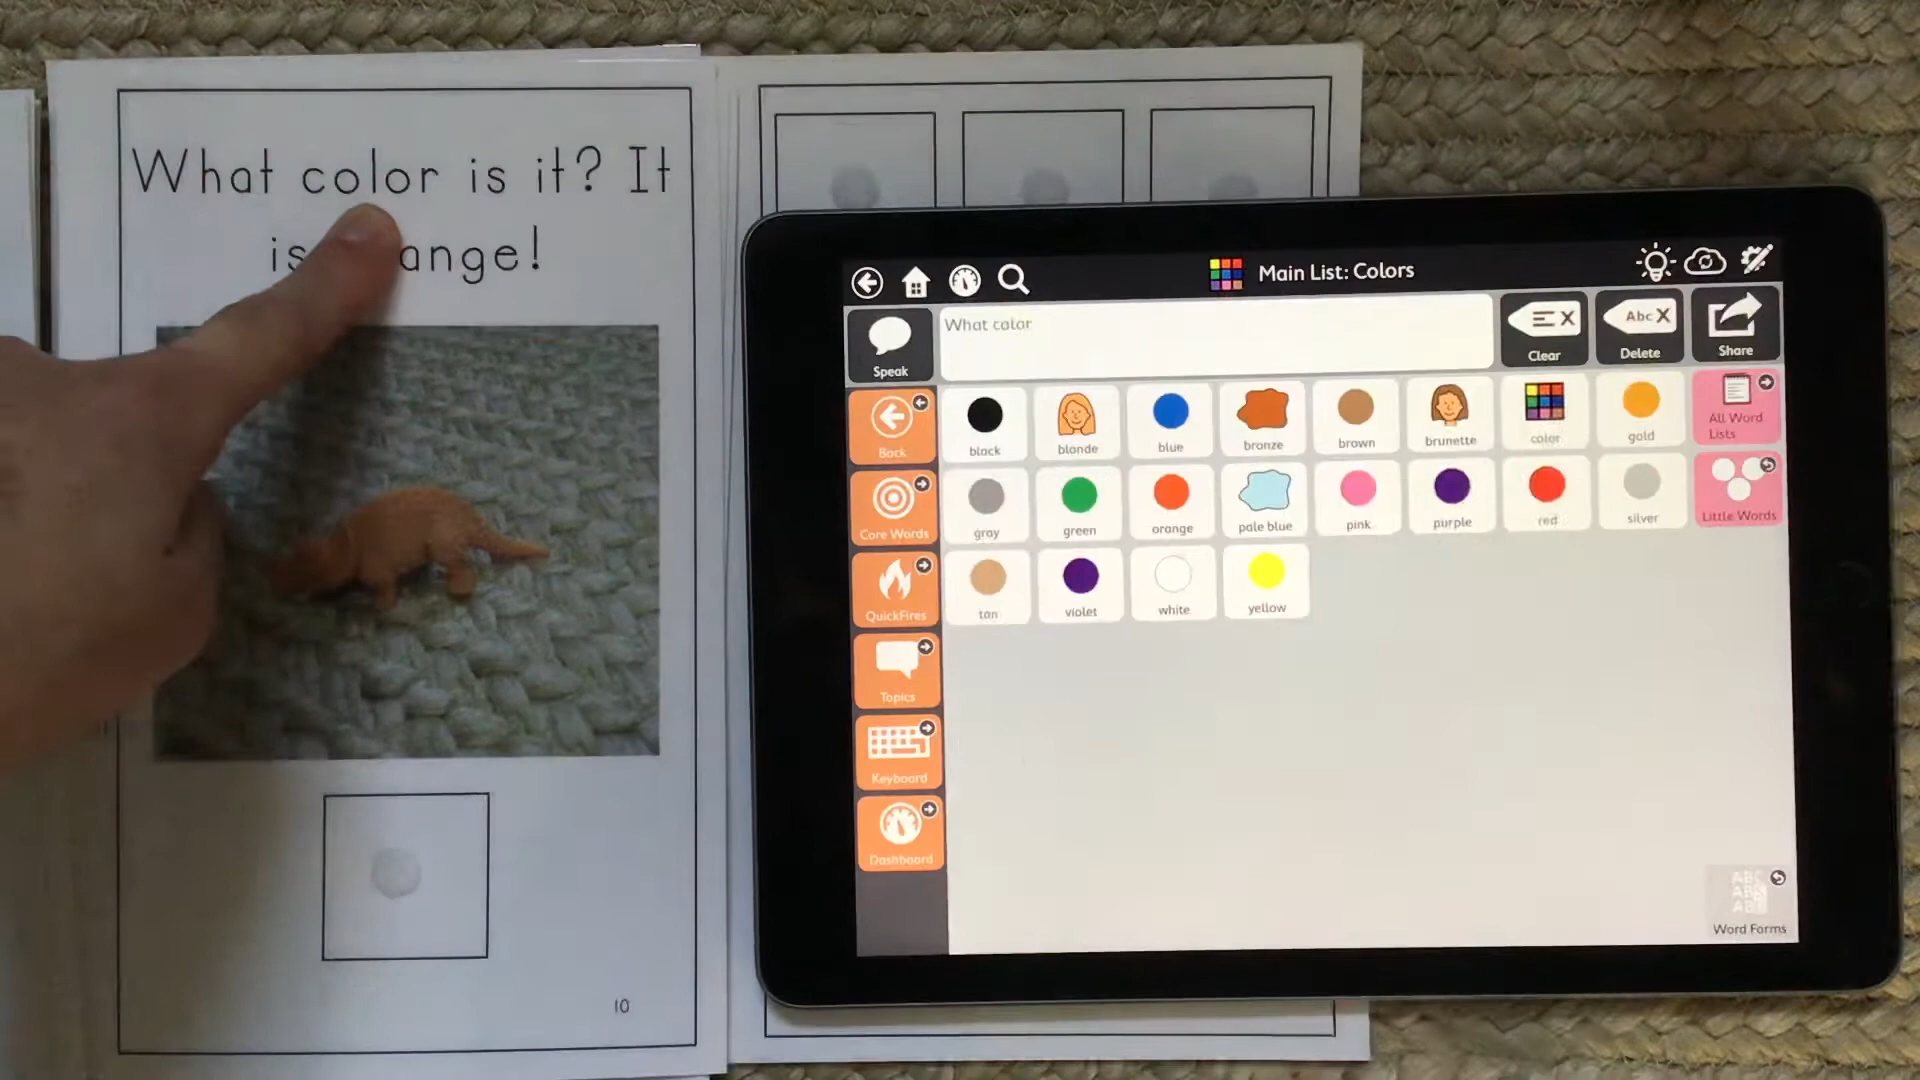 What color is it? It
is ange!
10
Main List: Colors
What color
Speak
Clear
Abc X
Delete
Share
Back
black
blonde
blue
bronze
brown
brunette
color
gold
All Word
Lists
Core Words
gray
green
orange
pale blue
pink
purple
red
silver
Little Words
QuickFires
tan
violet
white
yellow
Topics
Keyboard
Dashboard
Word Forms